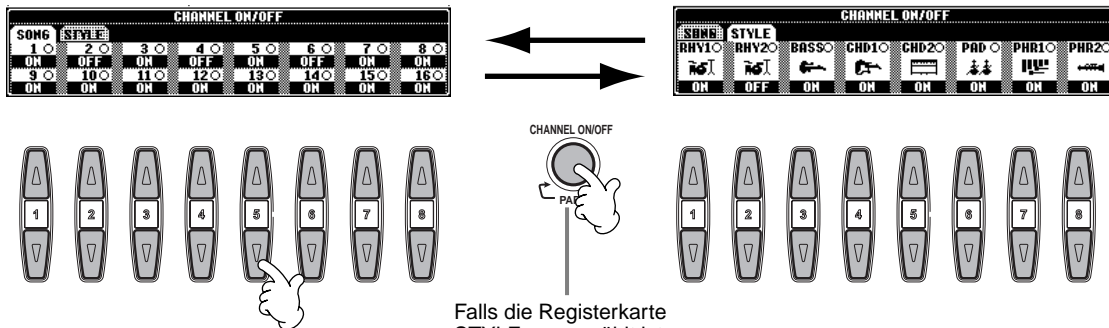 CHANNEL ON/OFF
SONG STYLE
1 2 3 4 5 6 7 8
ON OFF ON OFF ON OFF ON ON
9 10 11 12 13 14 15 16
ON ON ON ON ON ON ON ON
CHANNEL ON/OFF
SONG STYLE
RHY1 RHY2 BASS CHD1 CHD2 PAD PHR1 PHR2
ON OFF ON ON ON ON ON ON
CHANNEL ON/OFF
1 2 3 4 5 6 7 8
1 2 3 4 5 6 7 8
Falls die Registerkarte